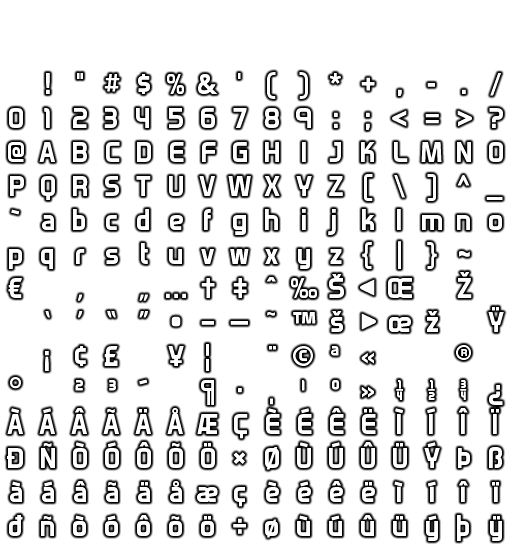 ! " # $ % & ' ( ) * + , - . /
0 1 2 3 4 5 6 7 8 9 : ; < = > ?
@ A B C D E F G H I J K L M N O
P Q R S T U V W X Y Z [ \ ] ^ _
` a b c d e f g h i j k l m n o
p q r s t u v w x y z { | } ~
€ ‚ „ … † ‡ ˆ ‰ Š ‹ Œ Ž
‘ ’ “ ” • – — ˜ ™ š › œ ž Ÿ
¡ ¢ £ ¥ ¦ ¨ © ª « ®
° ² ³ ´ ¶ · ¸ ¹ º » ¼ ½ ¾ ¿
À Á Â Ã Ä Å Æ Ç È É Ê Ë Ì Í Î Ï
Ð Ñ Ò Ó Ô Õ Ö × Ø Ù Ú Û Ü Ý Þ ß
à á â ã ä å æ ç è é ê ë ì í î ï
đ ñ ò ó ô õ ö ÷ ø ù ú û ü ý þ ÿ